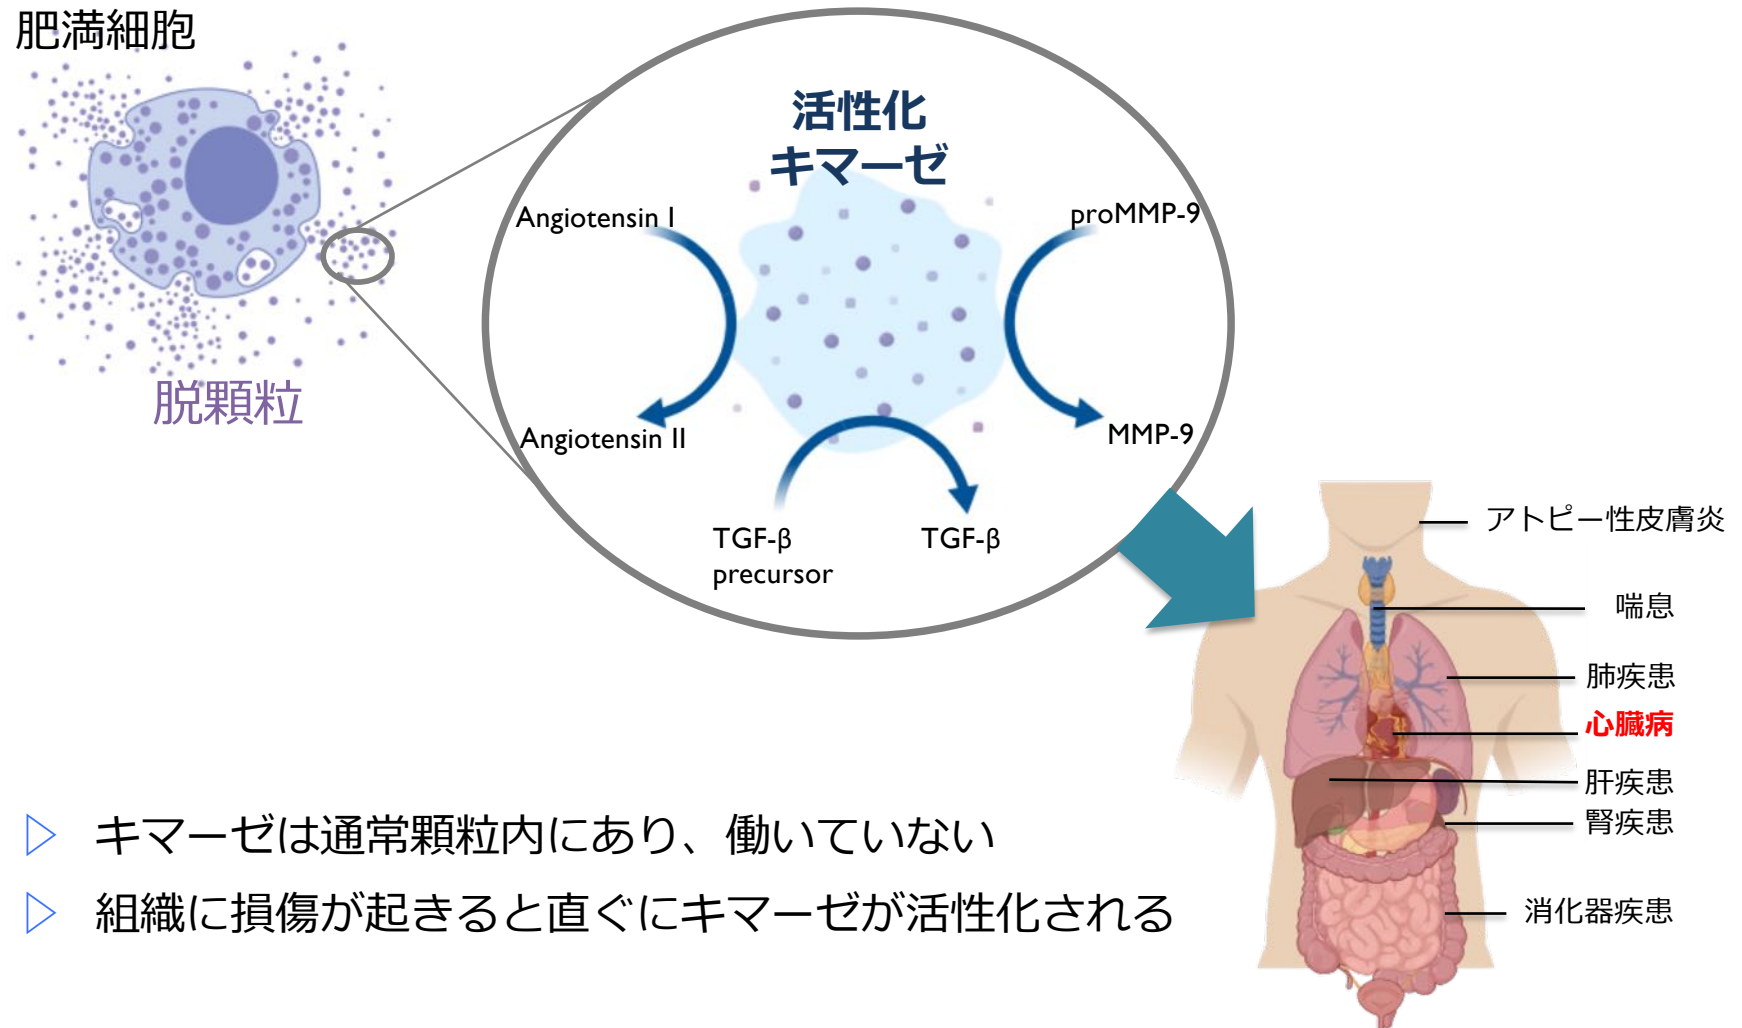 肥満細胞
脱顆粒
活性化
キマーゼ
Angiotensin I
Angiotensin II
proMMP-9
MMP-9
TGF-β
precursor
TGF-β
アトピー性皮膚炎
喘息
肺疾患
心臓病
肝疾患
腎疾患
消化器疾患
キマーゼは通常顆粒内にあり、働いていない
組織に損傷が起きると直ぐにキマーゼが活性化される